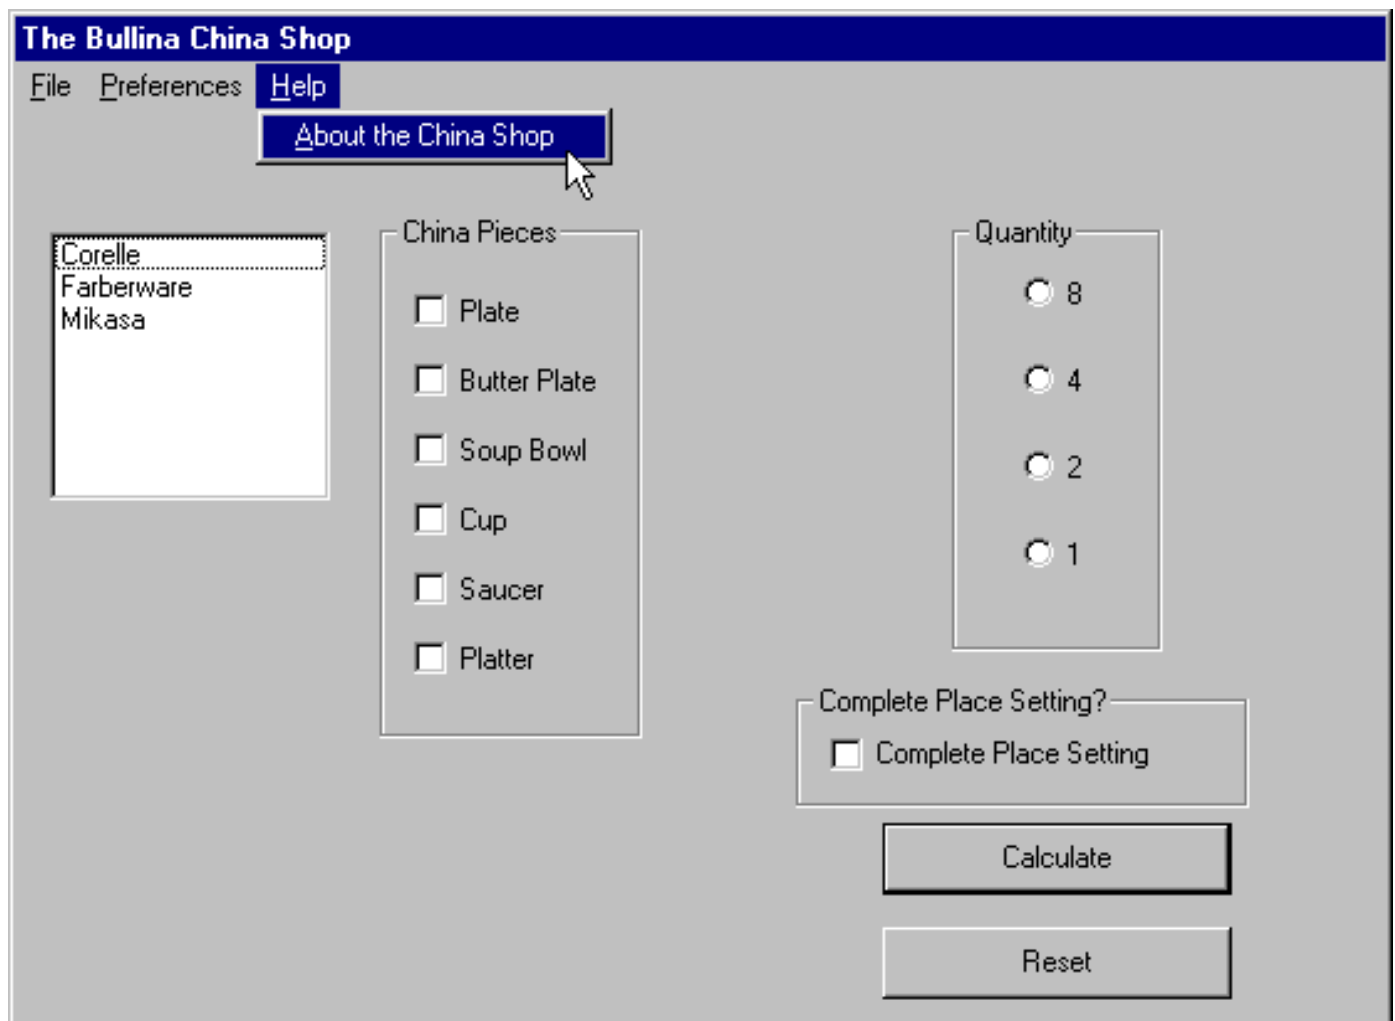 The Bullina China Shop
File Preferences Help
About the China Shop
Corelle
Farberware
Mikasa
China Pieces
Plate
Butter Plate
Soup Bowl
Cup
Saucer
Platter
Quantity
8
4
2
1
Complete Place Setting?
Complete Place Setting
Calculate
Reset